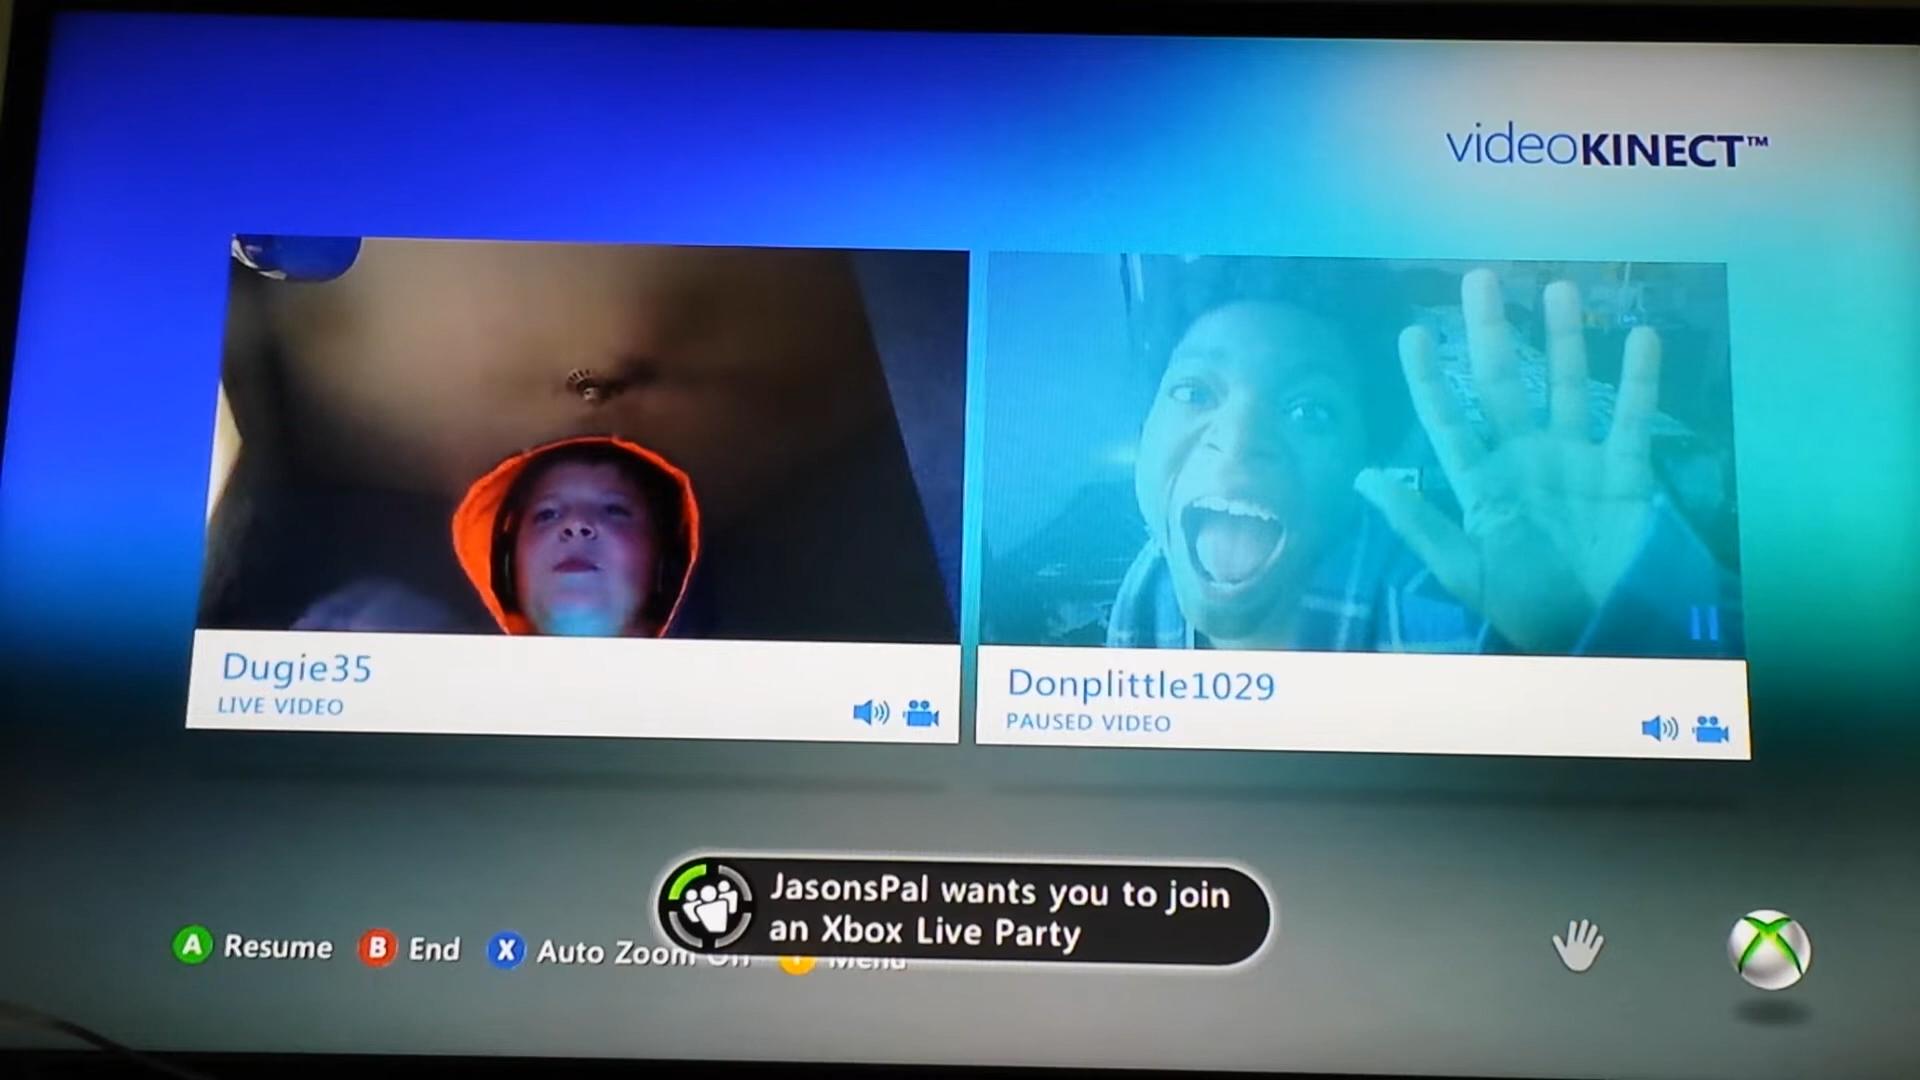 videoKINECT™
Dugie35
LIVE VIDEO
Donplittle1029
PAUSED VIDEO
JasonsPal wants you to join
an Xbox Live Party
A Resume B End X Auto Zoom Menu